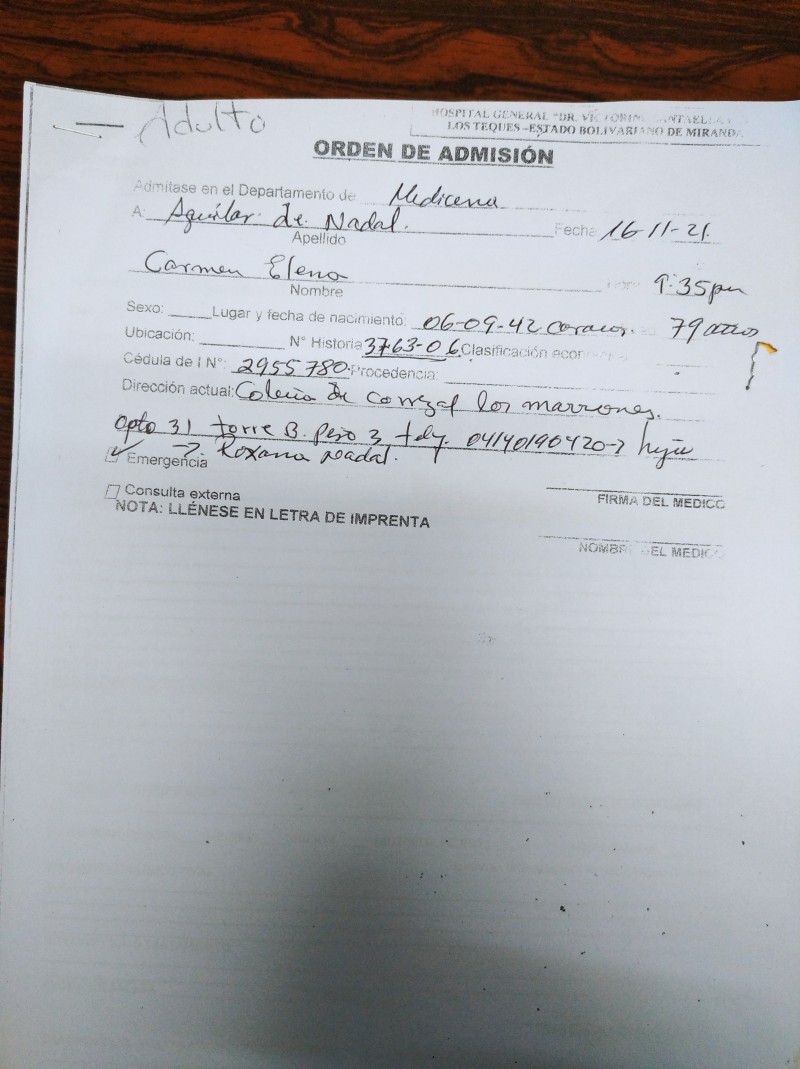 Adulto
HOSPITAL GENERAL "DR. VICTORINO SANTAELLA
LOS TEQUES -ESTADO BOLIVARIANO DE MIRANDA
ORDEN DE ADMISIÓN
Admítase en el Departamento de Medicina
A: Aguilar de Nadal. Fecha 16-11-21
Apellido
Carmen Elena 9:35pm
Nombre
Sexo: Lugar y fecha de nacimiento: 06-09-42 Caracas. 79 años
Ubicación: N° Historia 37-63-06 Clasificación econ
Cédula de I N°: 2955780. Procedencia:
Dirección actual: de los marrones.
apto 31 torre B. piso 3 04140190420 hija
Emergencia Roxana Nadal.
Consulta externa
FIRMA DEL MEDICO
NOTA: LLÉNESE EN LETRA DE IMPRENTA
NOMBRE DEL MEDICO